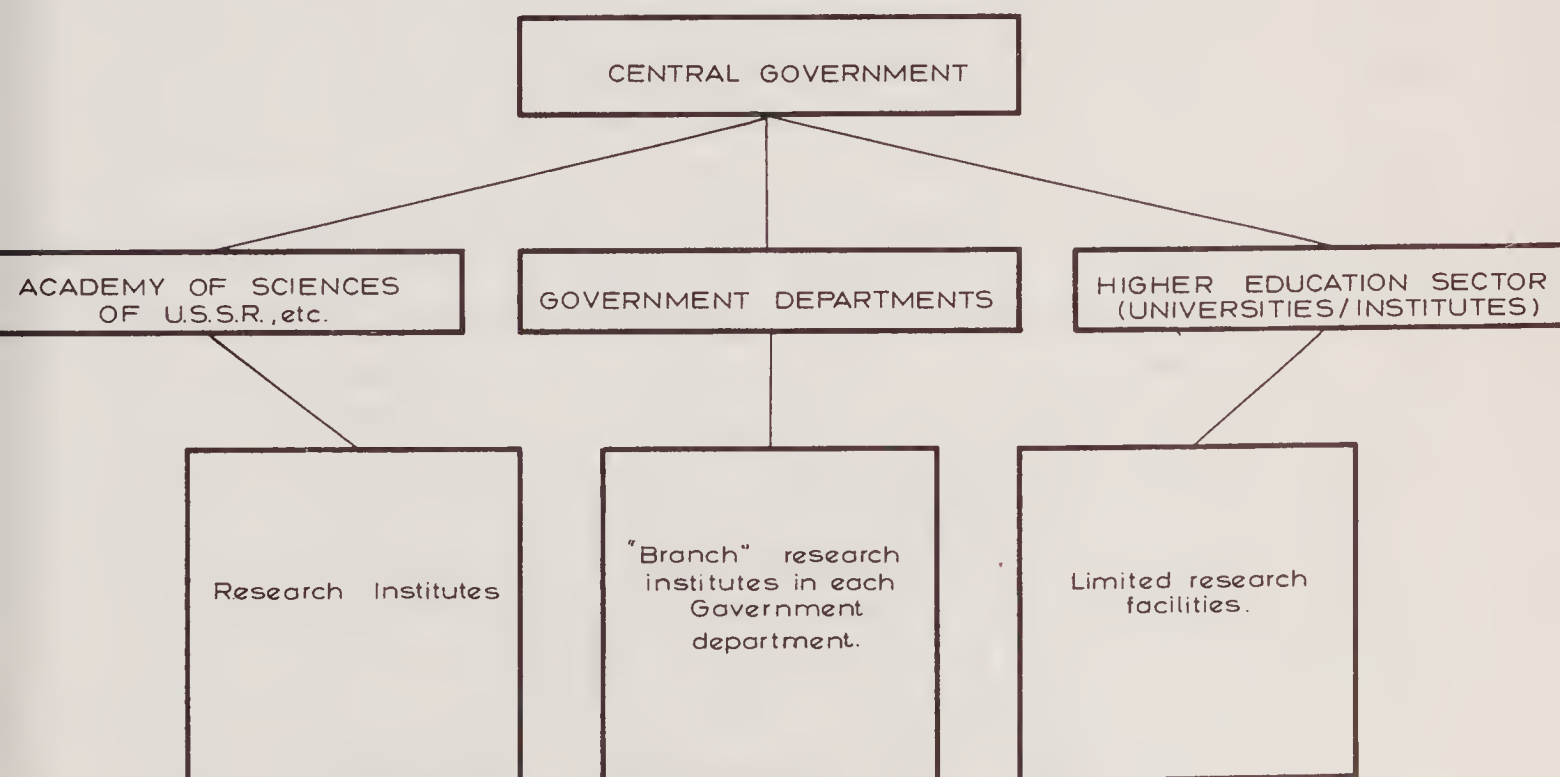 CENTRAL GOVERNMENT
ACADEMY OF SCIENCES
OF U.S.S.R.,etc.
GOVERNMENT DEPARTMENTS
HIGHER EDUCATION SECTOR
(UNIVERSITIES/INSTITUTES)
Research Institutes
"Branch" research
institutes in each
Government
department.
Limited research
facilities.